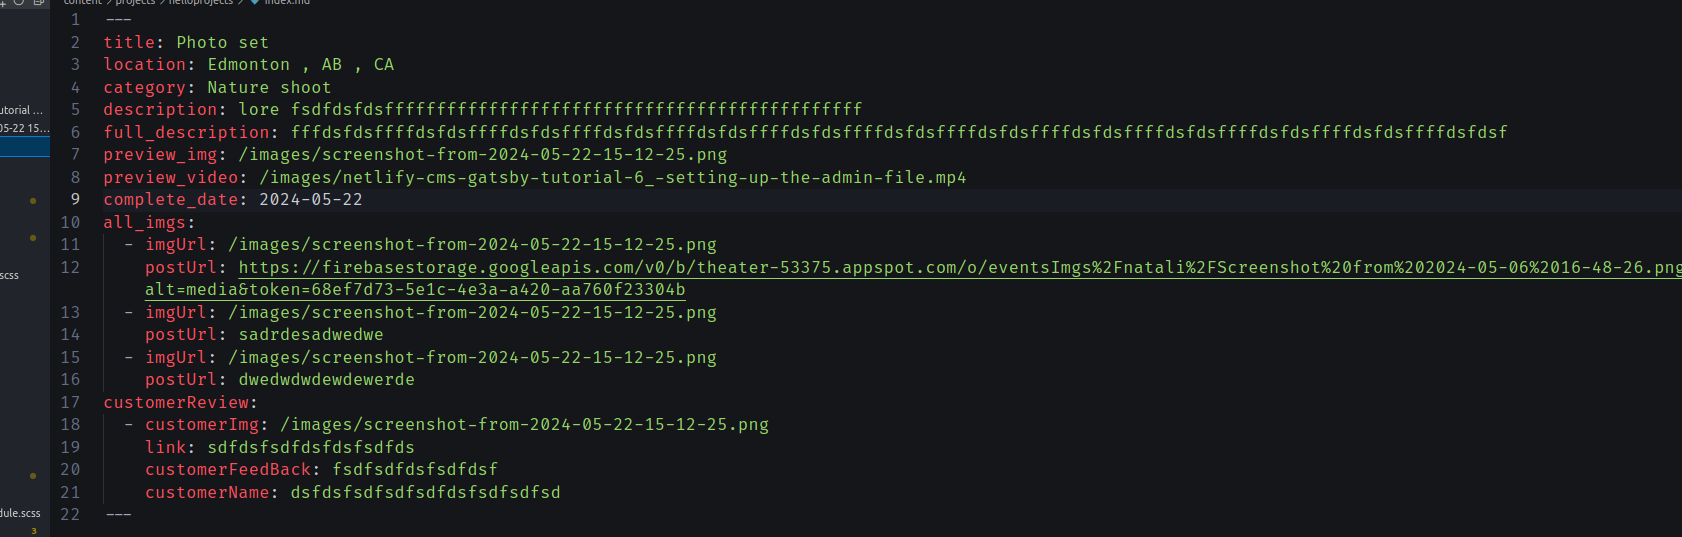 content > projects > helloprojects > index.md
1 ---
2 title: Photo set
3 location: Edmonton , AB , CA
4 category: Nature shoot
5 description: lore fsdfdsfdsffffffffffffffffffffffffffffffffffffffffffffff
utorial ...
6 full_description: fffdsfdsffffdsfdsffffdsfdsffffdsfdsffffdsfdsffffdsfdsffffdsfdsffffdsfdsffffdsfdsffffdsfdsffffdsfdsffffdsfdsffffdsfdsf
05-22 15...
7 preview_img: /images/screenshot-from-2024-05-22-15-12-25.png
8 preview_video: /images/netlify-cms-gatsby-tutorial-6_-setting-up-the-admin-file.mp4
9 complete_date: 2024-05-22
10 all_imgs:
11 - imgUrl: /images/screenshot-from-2024-05-22-15-12-25.png
12 postUrl: https://firebasestorage.googleapis.com/v0/b/theater-53375.appspot.com/o/eventsImgs%2Fnatali%2FScreenshot%20from%202024-05-06%2016-48-26.png
scss
alt=media&token=68ef7d73-5e1c-4e3a-a420-aa760f23304b
13 - imgUrl: /images/screenshot-from-2024-05-22-15-12-25.png
14 postUrl: sadrdesadwedwe
15 - imgUrl: /images/screenshot-from-2024-05-22-15-12-25.png
16 postUrl: dwedwdwdewdewerde
17 customerReview:
18 - customerImg: /images/screenshot-from-2024-05-22-15-12-25.png
19 link: sdfdsfsdfdsfdsfsdfds
20 customerFeedBack: fsdfsdfdsfsdfdsf
21 customerName: dsfdsfsdfsdfsdfdsfsdfsdfsd
22 ---
dule.scss
3